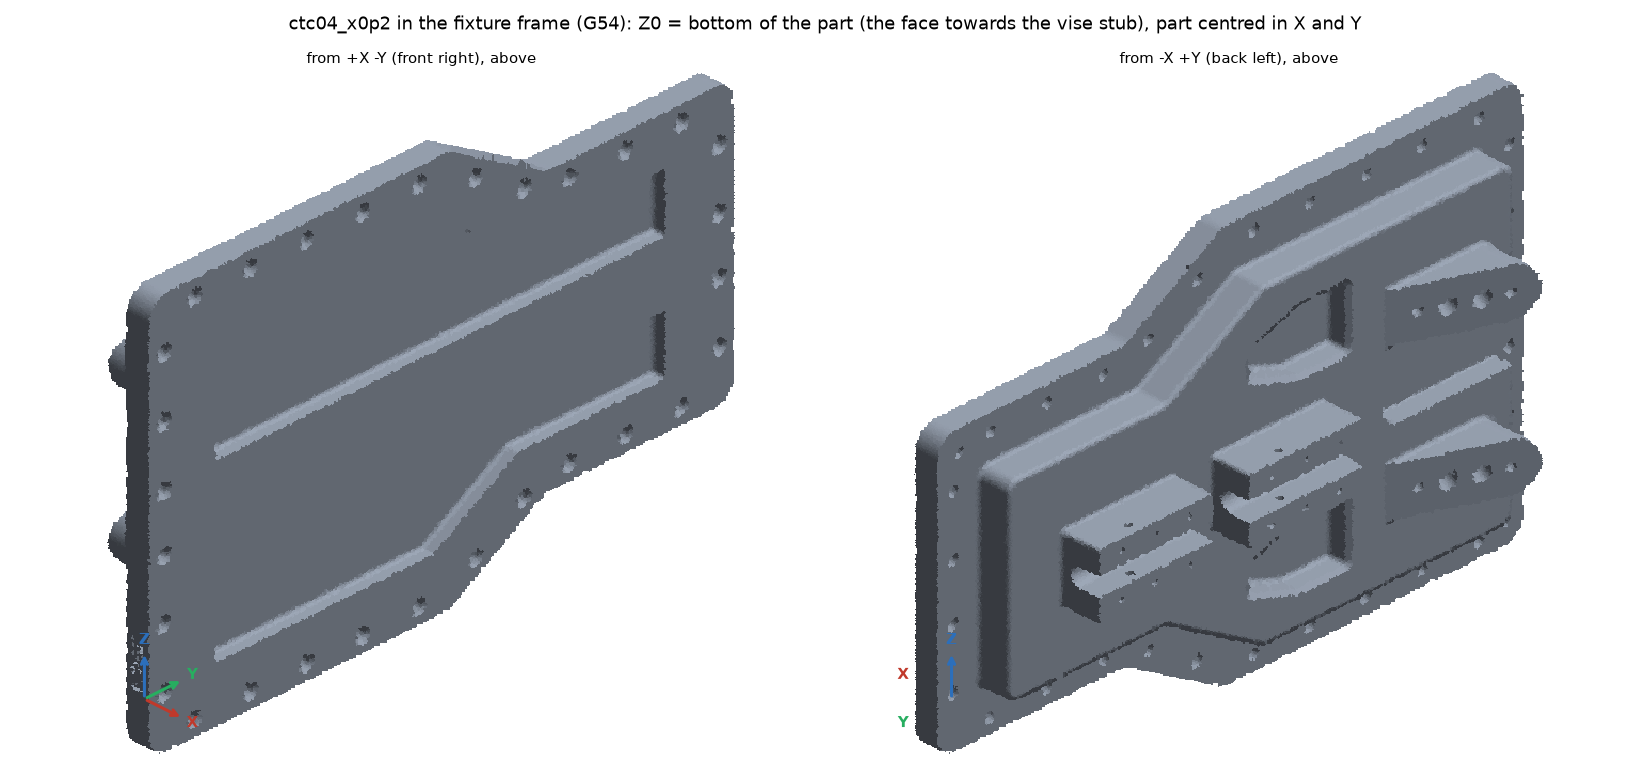 ctc04_x0p2 in the fixture frame (G54): Z0 = bottom of the part (the face towards the vise stub), part centred in X and Y
from +X -Y (front right), above
from -X +Y (back left), above
Z
Y
X
Z
X
Y